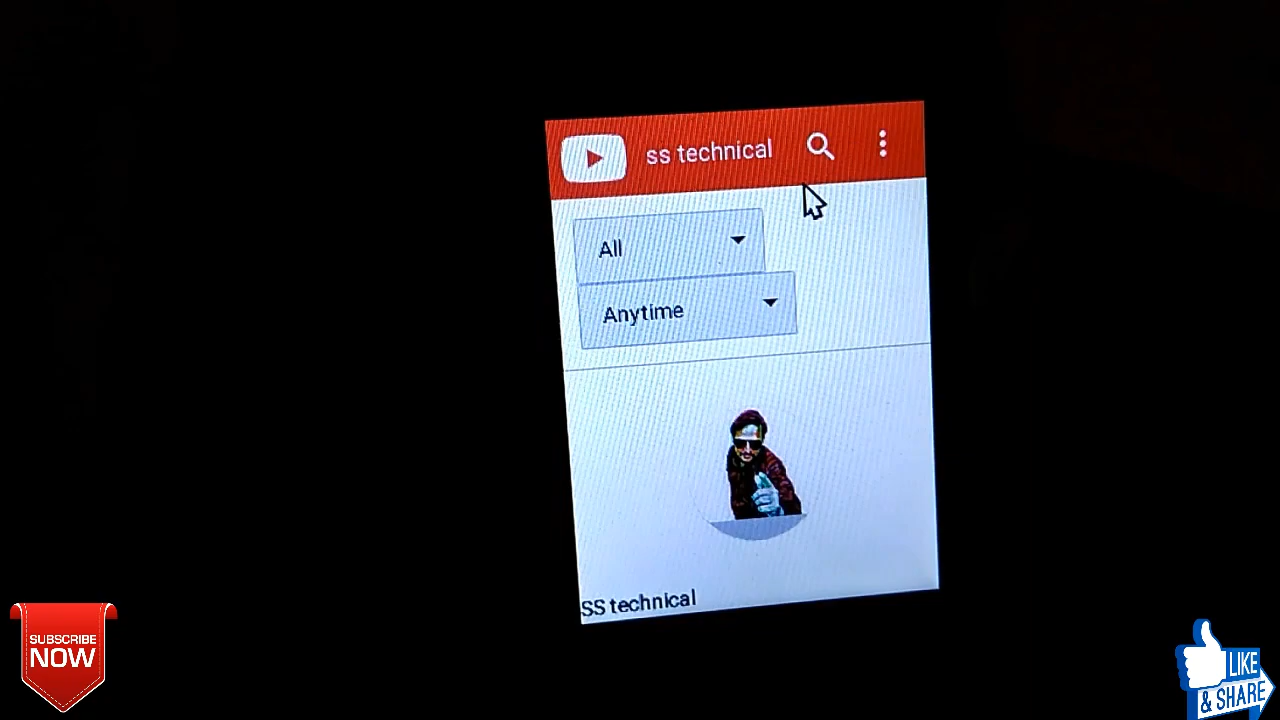 ss technical
All
Anytime
SS technical
SUBSCRIBE
NOW
LIKE
& SHARE